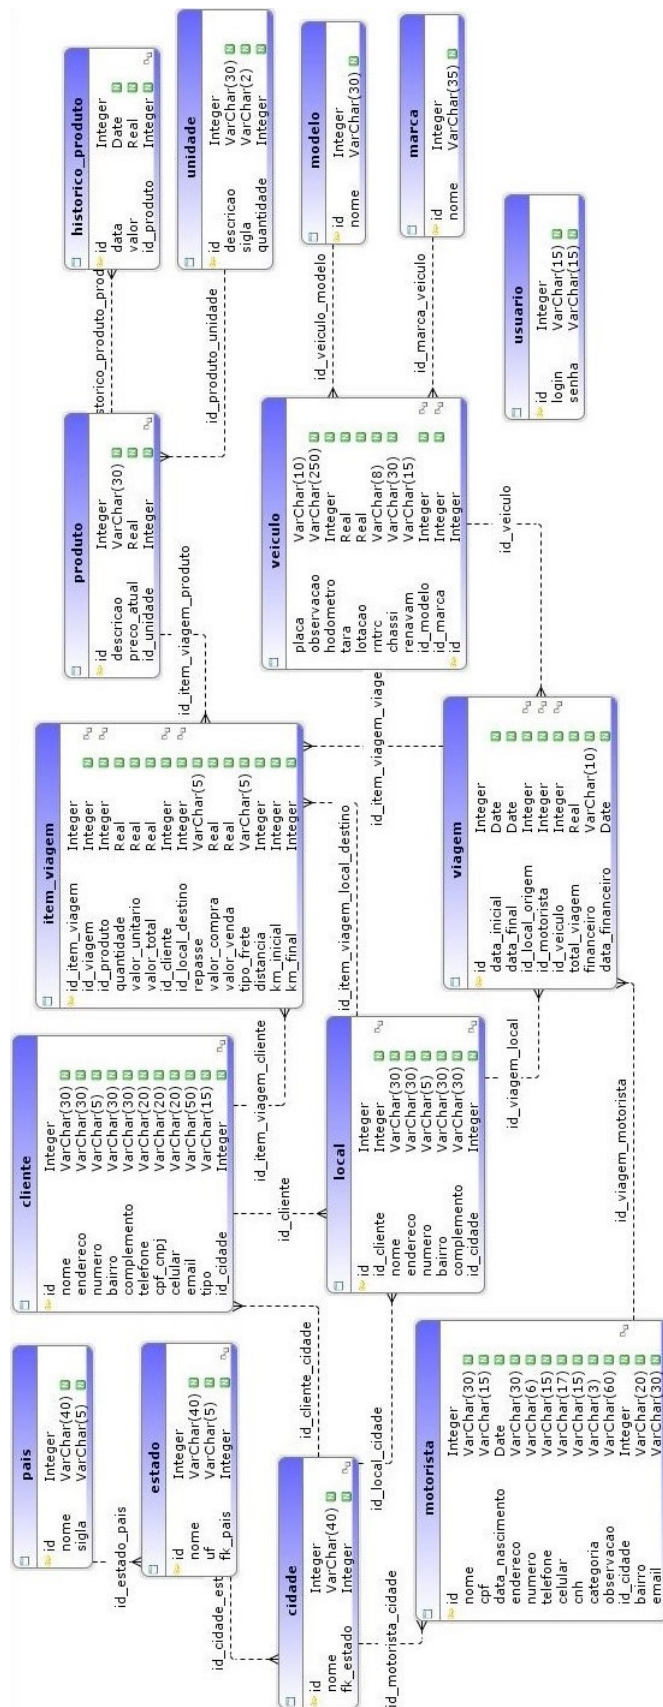 pais
id Integer
nome VarChar(40) N
sigla VarChar(5) N
id_estado_pais
estado
id Integer
nome VarChar(40) N
uf VarChar(5) N
fk_pais Integer N
id_cidade_est
cidade
id Integer
nome VarChar(40) N
fk_estado Integer N
id_cliente_cidade
id_local_cidade
id_motorista_cidade
cliente
id Integer
nome VarChar(30) N
endereco VarChar(30) N
numero VarChar(5) N
bairro VarChar(30) N
complemento VarChar(30) N
telefone VarChar(20) N
cpf_cnpj VarChar(20) N
celular VarChar(20) N
email VarChar(50) N
tipo VarChar(15) N
id_cidade Integer N
id_item_viagem_cliente
id_cliente
local
id Integer
id_cliente Integer N
nome VarChar(30) N
endereco VarChar(30) N
numero VarChar(5) N
bairro VarChar(30) N
complemento VarChar(30) N
id_cidade Integer N
id_item_viagem_local_destino
id_viagem_local
motorista
id Integer
nome VarChar(30) N
cpf VarChar(15) N
data_nascimento Date N
endereco VarChar(30) N
numero VarChar(6) N
telefone VarChar(15) N
celular VarChar(17) N
cnh VarChar(15) N
categoria VarChar(3) N
observacao VarChar(60) N
id_cidade Integer N
bairro VarChar(20) N
email VarChar(30) N
id_viagem_motorista
item_viagem
id_item_viagem Integer
id_viagem Integer N
id_produto Integer N
quantidade Real N
valor_unitario Real N
valor_total Real N
id_cliente Integer N
id_local_destino Integer N
repasse VarChar(5) N
valor_compra Real N
valor_venda Real N
tipo_frete VarChar(5) N
distancia Integer N
km_inicial Integer N
km_final Integer N
id_item_viagem_produto
id_item_viagem_viage
viagem
id Integer
data_inicial Date N
data_final Date N
id_local_origem Integer N
id_motorista Integer N
id_veiculo Integer N
total_viagem Real N
financeiro VarChar(10) N
data_financeiro Date N
id_veiculo
produto
id Integer
descricao VarChar(30) N
preco_atual Real N
id_unidade Integer N
storico_produto_prod
id_produto_unidade
veiculo
placa VarChar(10)
observacao VarChar(250) N
hodometro Integer N
tara Real N
lotacao Real N
rntrc VarChar(8) N
chassi VarChar(30) N
renavam VarChar(15) N
id_modelo Integer N
id_marca Integer N
id Integer
id_veiculo_modelo
id_marca_veiculo
historico_produto
id Integer
data Date N
valor Real N
id_produto Integer N
unidade
id Integer
descricao VarChar(30) N
sigla VarChar(2) N
quantidade Integer N
modelo
id Integer
nome VarChar(30) N
marca
id Integer
nome VarChar(35) N
usuario
id Integer
login VarChar(15) N
senha VarChar(15) N